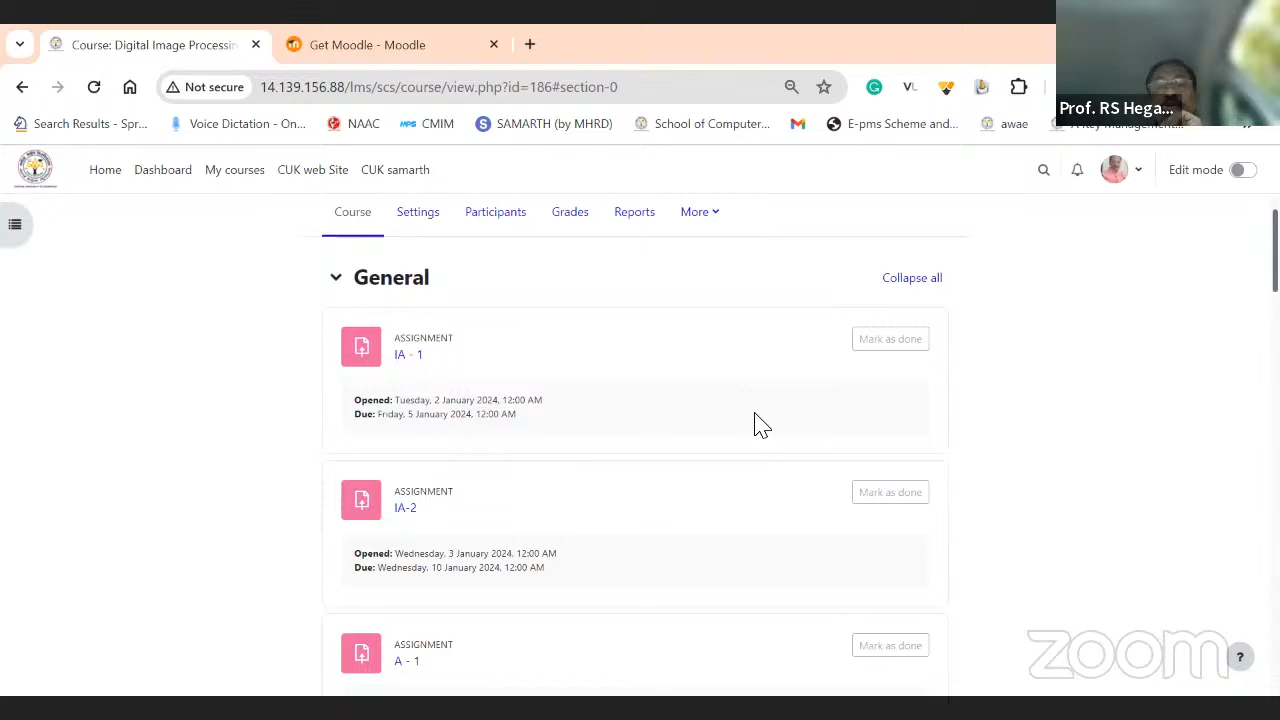 Course: Digital Image Processin
Get Moodle - Moodle
Not secure
14.139.156.88/lms/scs/course/view.php?id=186#section-0
VL
Prof. RS Hega...
Search Results - Spr...
Voice Dictation - On...
NAAC
MPS CMIM
S SAMARTH (by MHRD)
School of Computer...
E-pms Scheme and...
awae
Home
Dashboard
My courses
CUK web Site
CUK samarth
Edit mode
Course
Settings
Participants
Grades
Reports
More
General
Collapse all
ASSIGNMENT
IA - 1
Mark as done
Opened: Tuesday, 2 January 2024, 12:00 AM
Due: Friday, 5 January 2024, 12:00 AM
ASSIGNMENT
IA-2
Mark as done
Opened: Wednesday, 3 January 2024, 12:00 AM
Due: Wednesday, 10 January 2024, 12:00 AM
ASSIGNMENT
A - 1
Mark as done
zoom
?